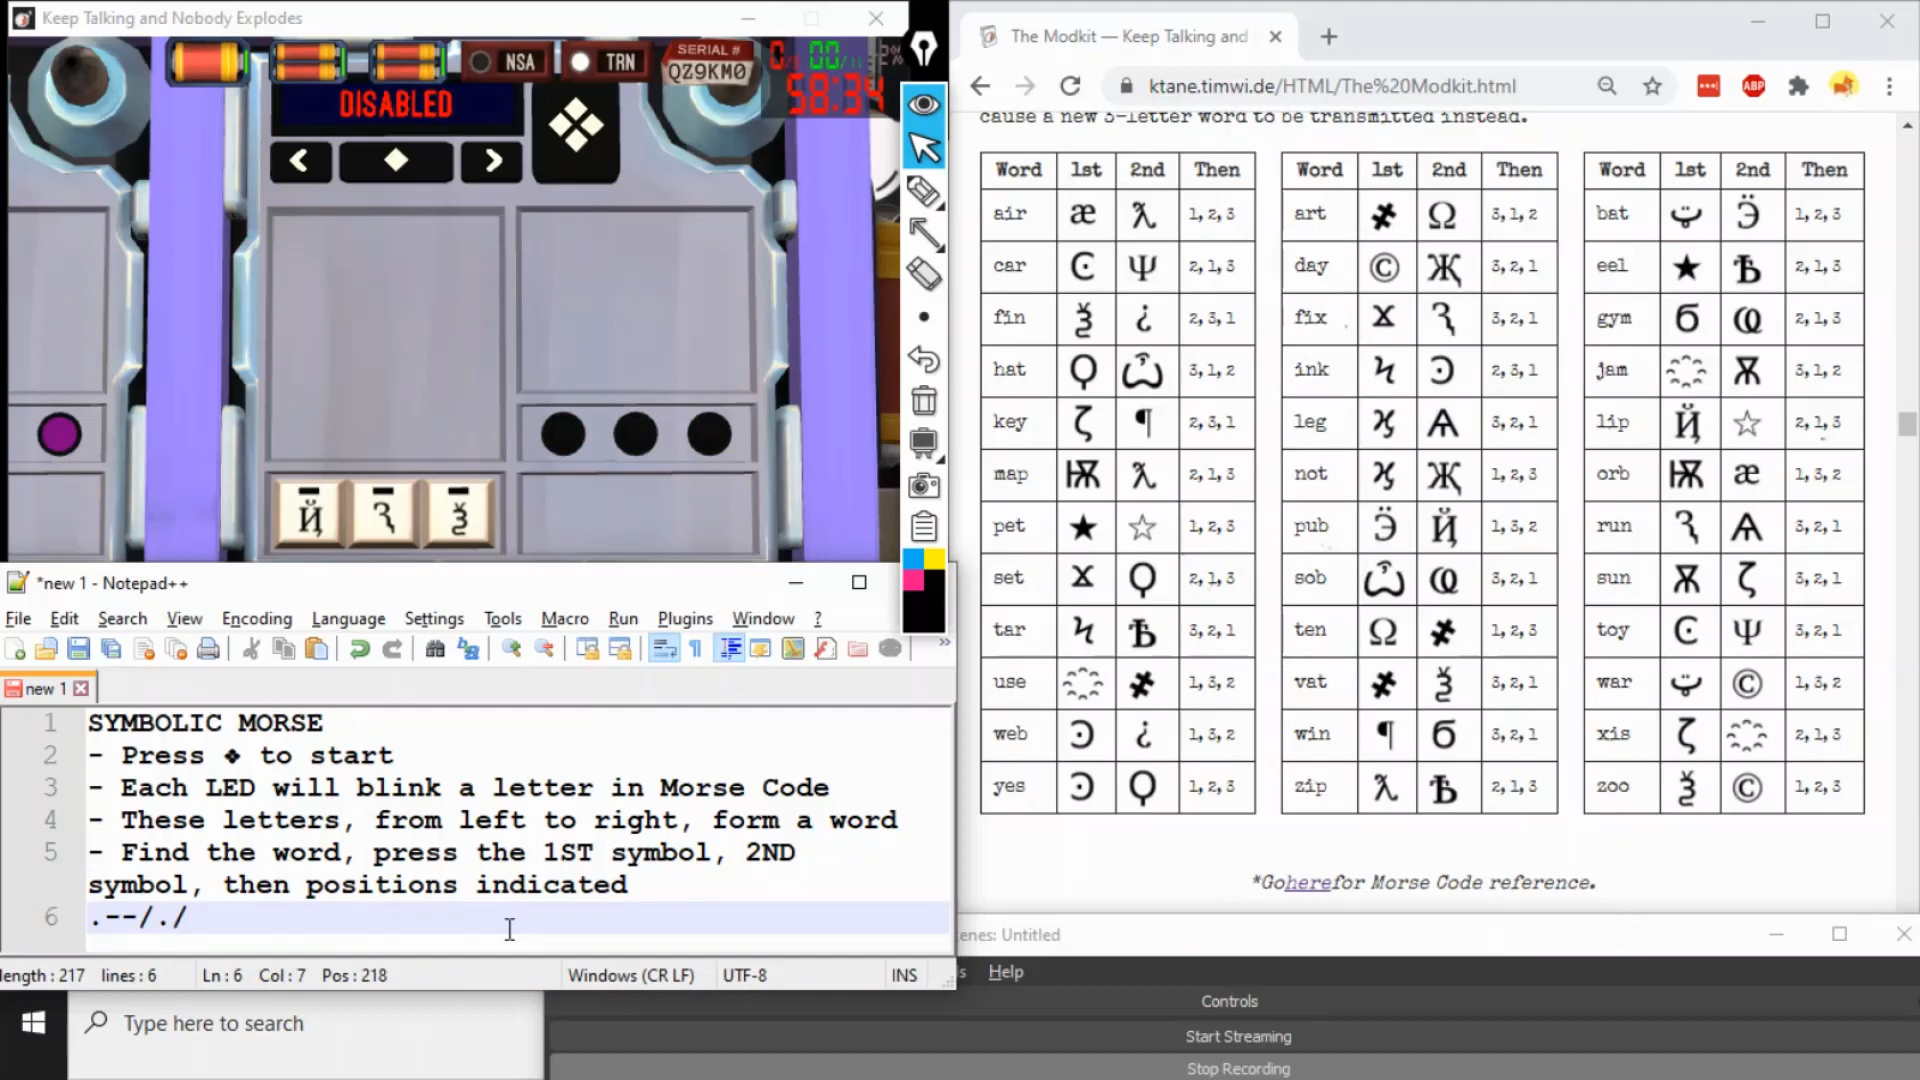 Keep Talking and Nobody Explodes
NSA
TRN
SERIAL #
QZ9KM0
58:34
DISABLED
Й З Ѯ
The Modkit — Keep Talking and
ktane.timwi.de/HTML/The%20Modkit.html
ABP
cause a new 3-letter word to be transmitted instead.
Word 1st 2nd Then
air æ ƛ 1, 2, 3
car Ͼ Ψ 2, 1, 3
fin Ѯ ¿ 2, 3, 1
hat Ϙ Ѽ 3, 1, 2
key ζ ¶ 2, 3, 1
map Ѭ ƛ 2, 1, 3
pet ★ ☆ 1, 2, 3
set Ϫ Ϙ 2, 1, 3
tar Ϟ Ѣ 3, 2, 1
use ҈ ҂ 1, 3, 2
web Ͽ ¿ 1, 3, 2
yes Ͽ Ϙ 1, 2, 3
Word 1st 2nd Then
art ҂ Ω 3, 1, 2
day © Җ 3, 2, 1
fix Ϫ Ԇ 3, 2, 1
ink Ϟ Ͽ 2, 3, 1
leg ϗ Ѧ 3, 2, 1
not ϗ Җ 1, 2, 3
pub Ӭ Ҋ 1, 3, 2
sob Ѽ Ҩ 3, 2, 1
ten Ω ҂ 1, 2, 3
vat ҂ Ѯ 3, 2, 1
win ¶ Ϭ 3, 2, 1
zip ƛ Ѣ 2, 1, 3
Word 1st 2nd Then
bat ټ Ӭ 1, 2, 3
eel ★ Ѣ 2, 1, 3
gym Ϭ Ҩ 2, 1, 3
jam ҈ Ѫ 3, 1, 2
lip Ҋ ☆ 2, 1, 3
orb Ѭ æ 1, 3, 2
run Ԇ Ѧ 3, 2, 1
sun Ѫ ζ 3, 2, 1
toy Ͼ Ψ 3, 2, 1
war ټ © 1, 3, 2
xis ζ ҈ 2, 1, 3
zoo Ѯ © 1, 2, 3
*Goherefor Morse Code reference.
*new 1 - Notepad++
File Edit Search View Encoding Language Settings Tools Macro Run Plugins Window ?
new 1
1 SYMBOLIC MORSE
2 - Press ❖ to start
3 - Each LED will blink a letter in Morse Code
4 - These letters, from left to right, form a word
5 - Find the word, press the 1ST symbol, 2ND
symbol, then positions indicated
6 .--/./
length : 217 lines : 6 Ln : 6 Col : 7 Pos : 218 Windows (CR LF) UTF-8 INS
enes: Untitled
ls Help
Controls
Start Streaming
Stop Recording
Type here to search